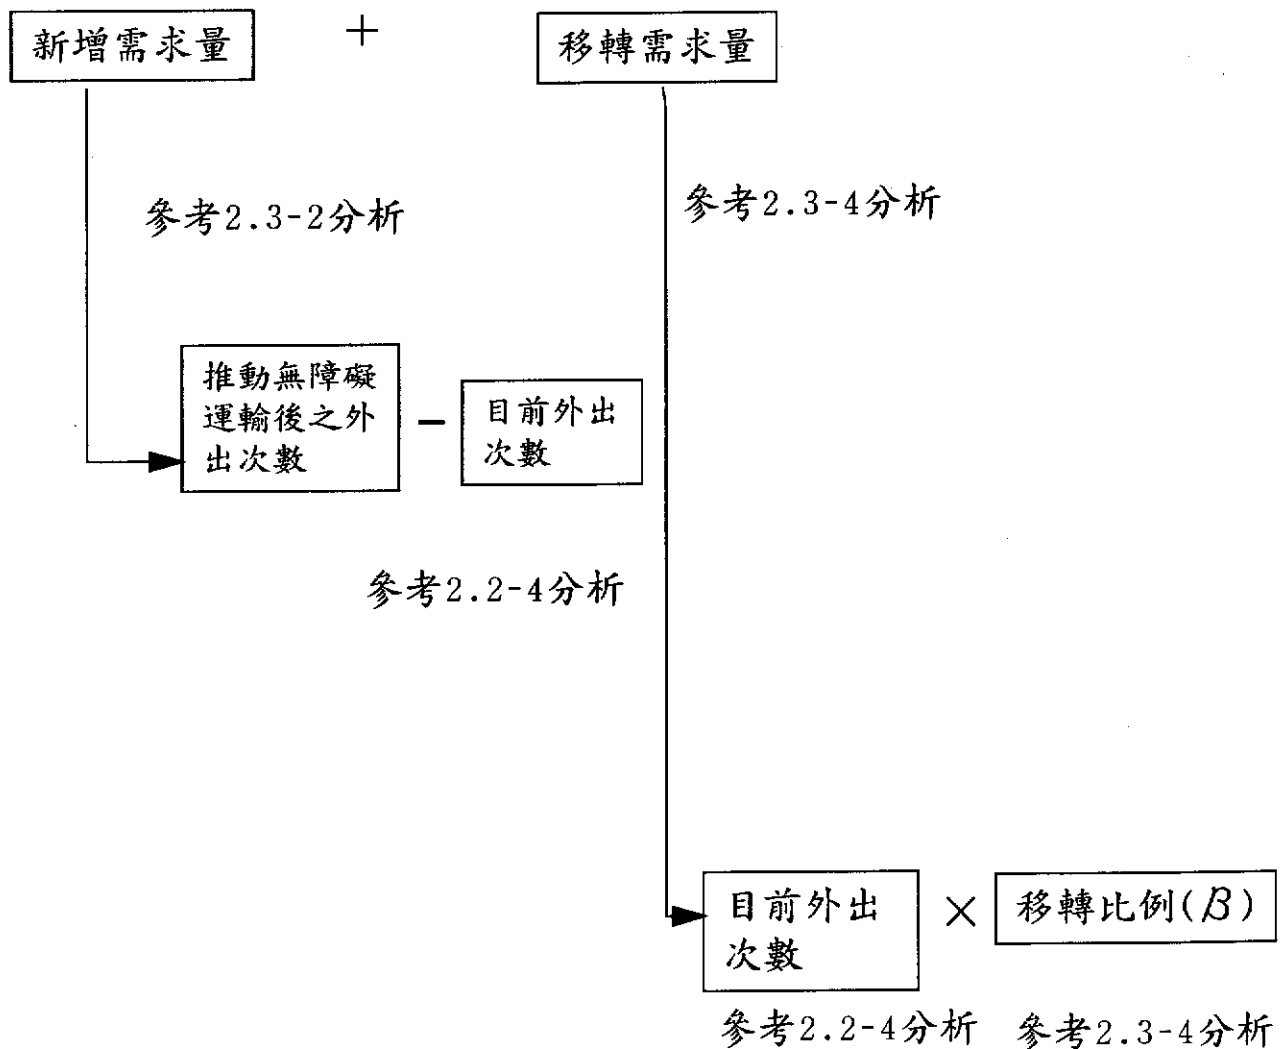 新增需求量 + 移轉需求量
參考2.3-2分析
參考2.3-4分析
推動無障礙
運輸後之外
出次數
−
目前外出
次數
參考2.2-4分析
目前外出
次數
×
移轉比例(β)
參考2.2-4分析
參考2.3-4分析